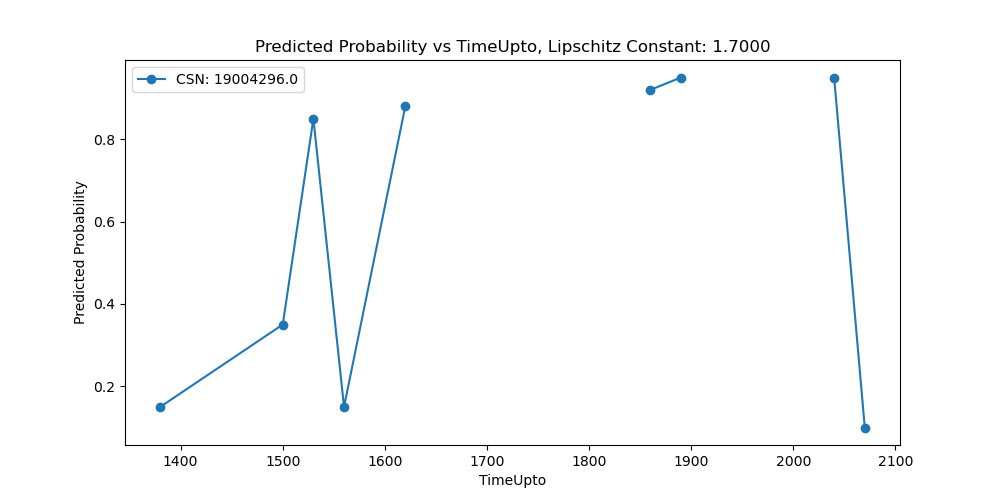 Predicted Probability vs TimeUpto, Lipschitz Constant: 1.7000
CSN: 19004296.0
Predicted Probability
0.8
0.6
0.4
0.2
1400 1500 1600 1700 1800 1900 2000 2100
TimeUpto